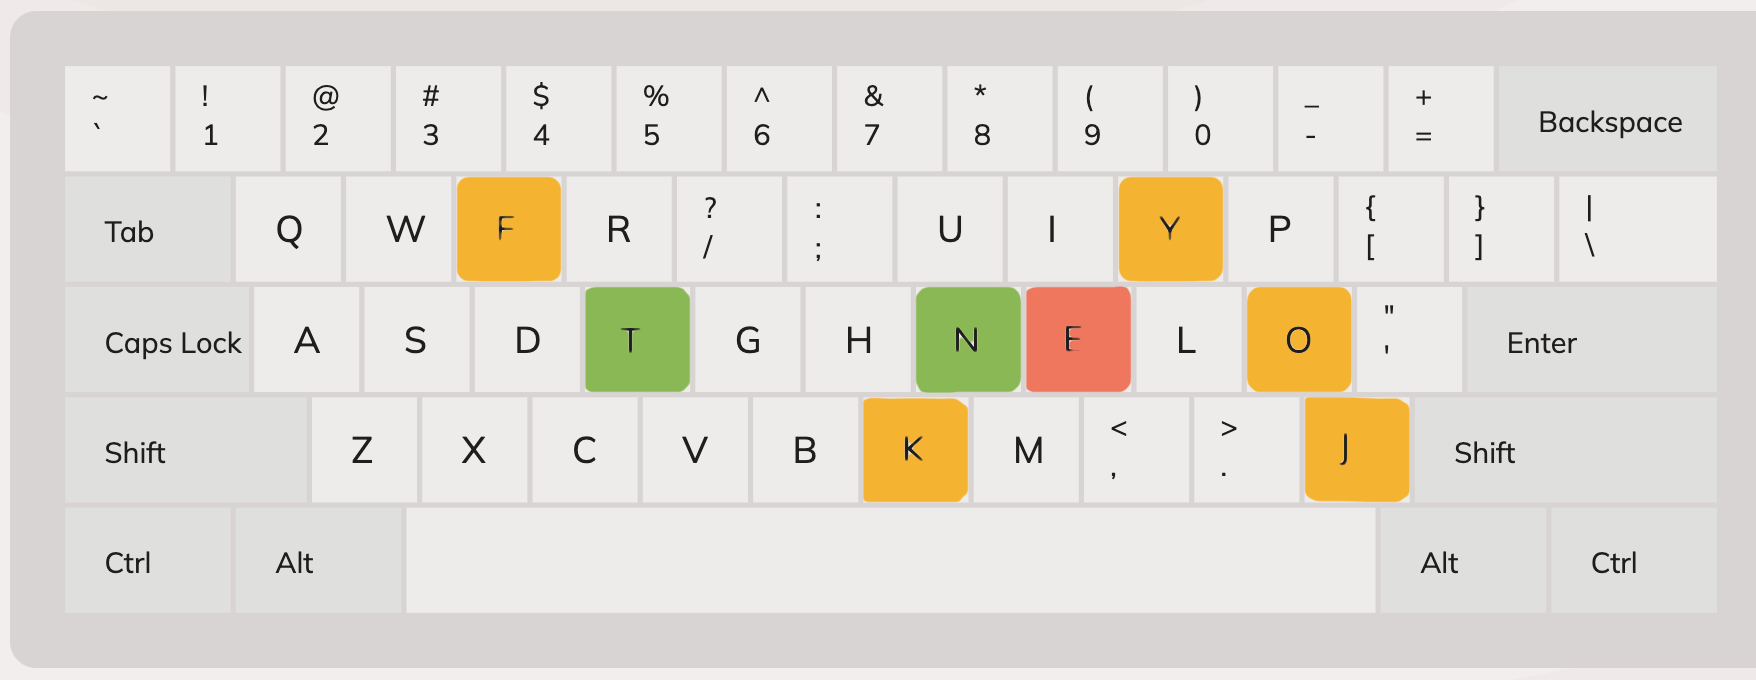 ~ ! @ # $ % ^ & * ( ) _ +
` 1 2 3 4 5 6 7 8 9 0 - = Backspace
Tab Q W F R ? / : ; U I Y P { [ } ] | \
Caps Lock A S D T G H N E L O " ' Enter
Shift Z X C V B K M < , > . J Shift
Ctrl Alt Alt Ctrl